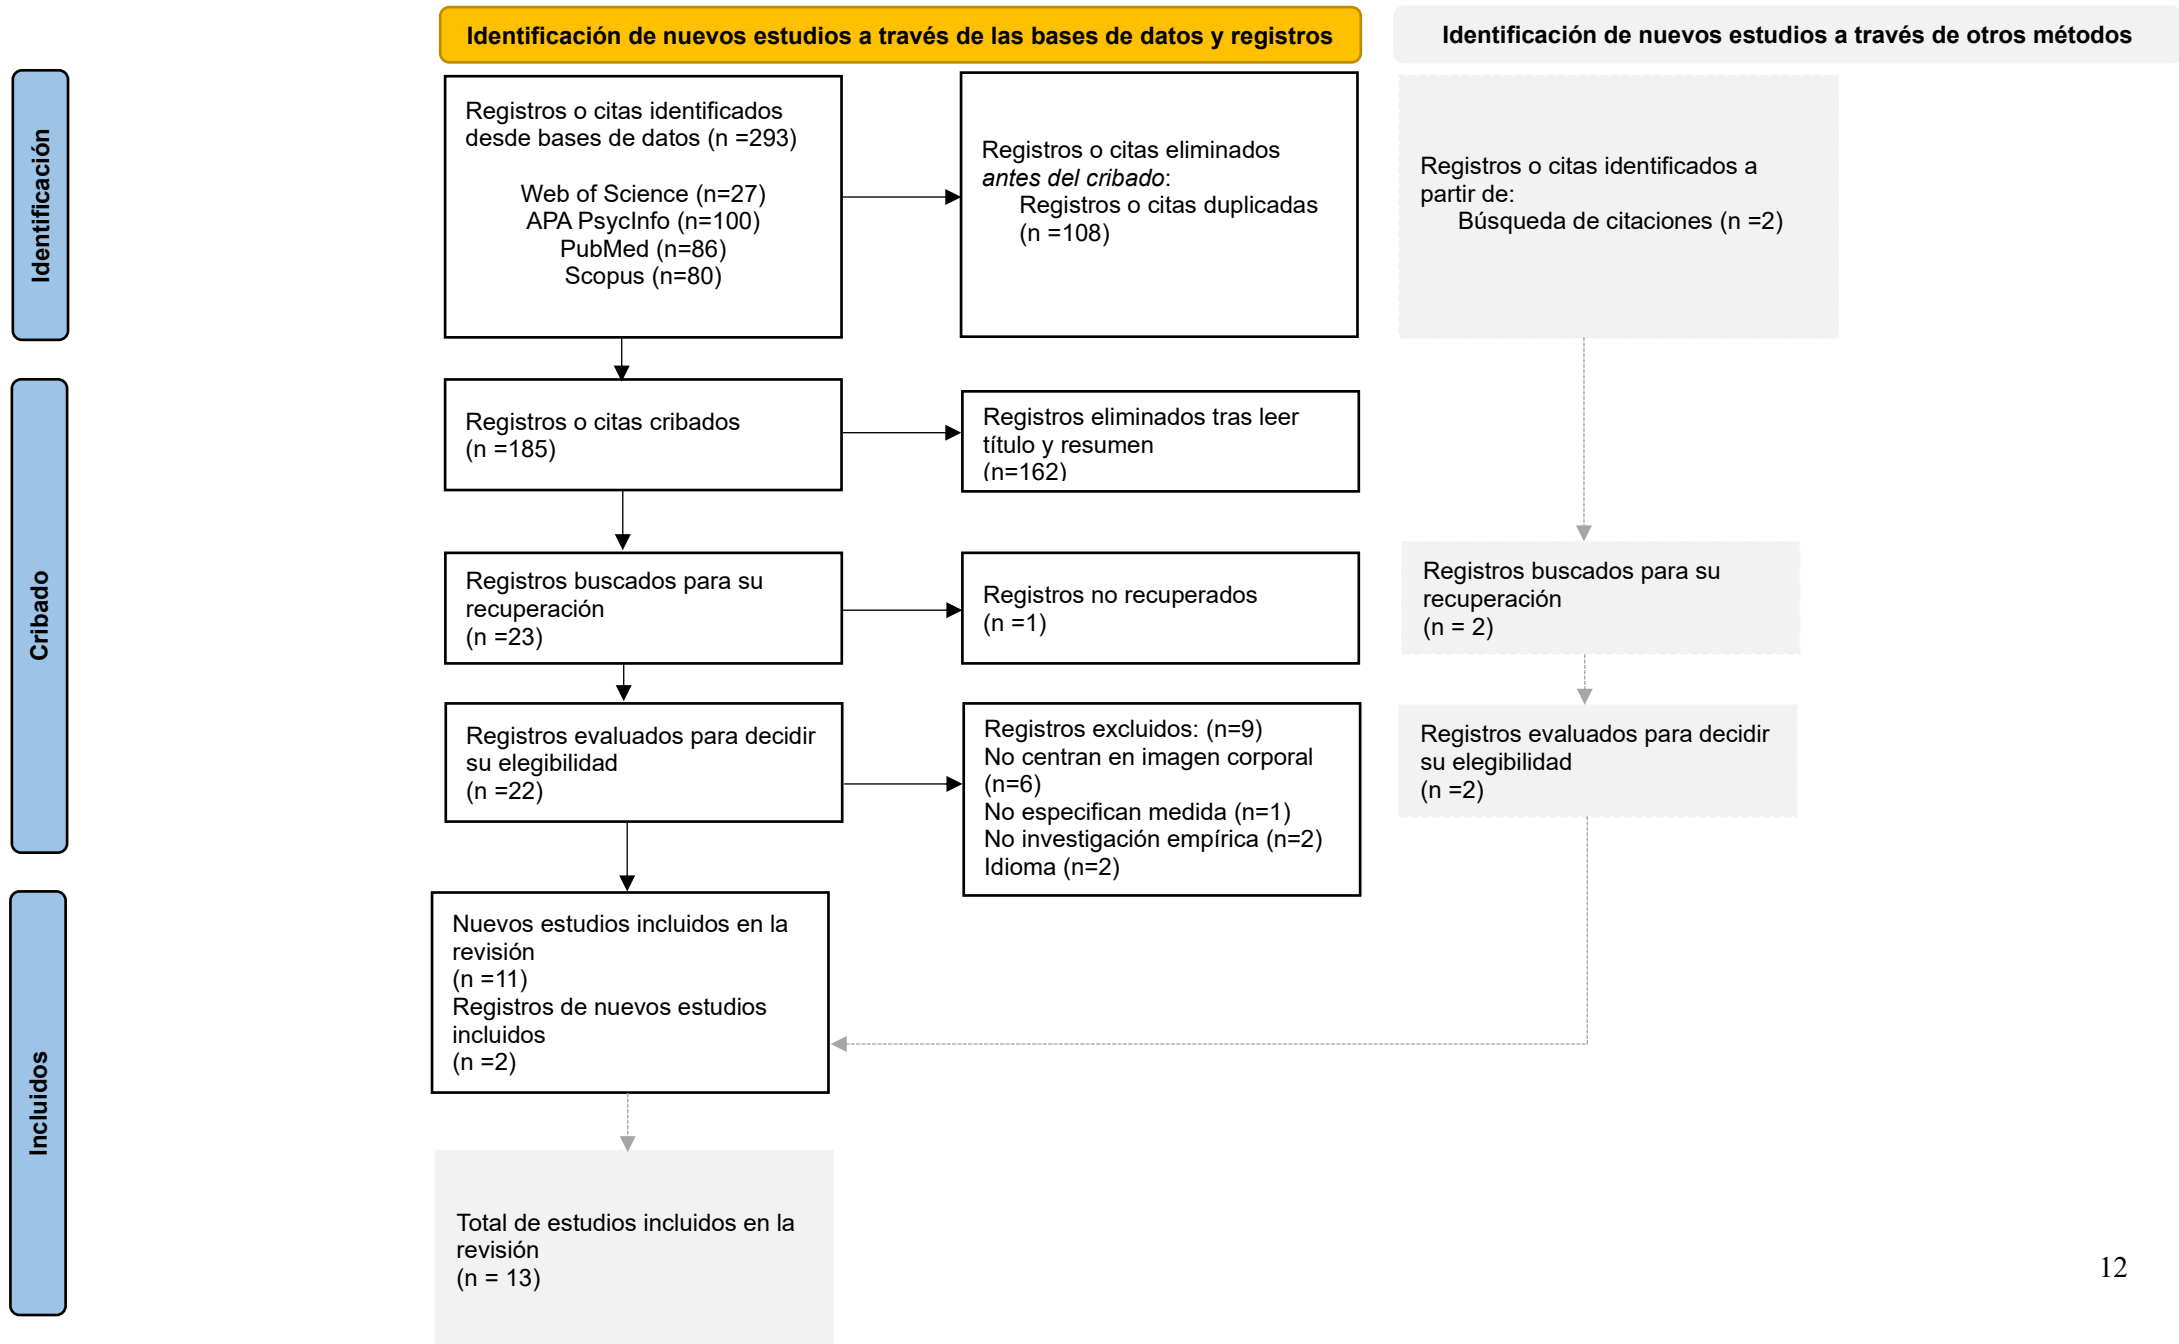 Identificación de nuevos estudios a través de las bases de datos y registros
Identificación de nuevos estudios a través de otros métodos
Identificación
Registros o citas identificados
desde bases de datos (n =293)
Web of Science (n=27)
APA PsycInfo (n=100)
PubMed (n=86)
Scopus (n=80)
Registros o citas eliminados
antes del cribado:
Registros o citas duplicadas
(n =108)
Registros o citas identificados a
partir de:
Búsqueda de citaciones (n =2)
Cribado
Registros o citas cribados
(n =185)
Registros eliminados tras leer
título y resumen
(n=162)
Registros buscados para su
recuperación
(n =23)
Registros no recuperados
(n =1)
Registros buscados para su
recuperación
(n = 2)
Registros evaluados para decidir
su elegibilidad
(n =22)
Registros excluidos: (n=9)
No centran en imagen corporal
(n=6)
No especifican medida (n=1)
No investigación empírica (n=2)
Idioma (n=2)
Registros evaluados para decidir
su elegibilidad
(n =2)
Incluidos
Nuevos estudios incluidos en la
revisión
(n =11)
Registros de nuevos estudios
incluidos
(n =2)
Total de estudios incluidos en la
revisión
(n = 13)
12